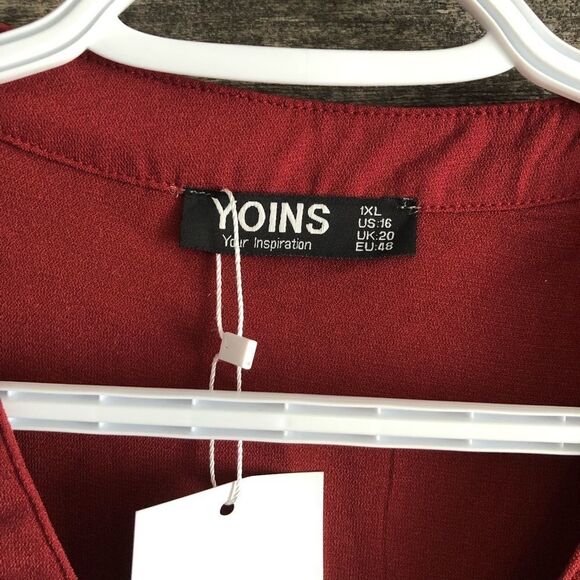 YOINS
Your Inspiration
1XL
US:16
UK:20
EU:48